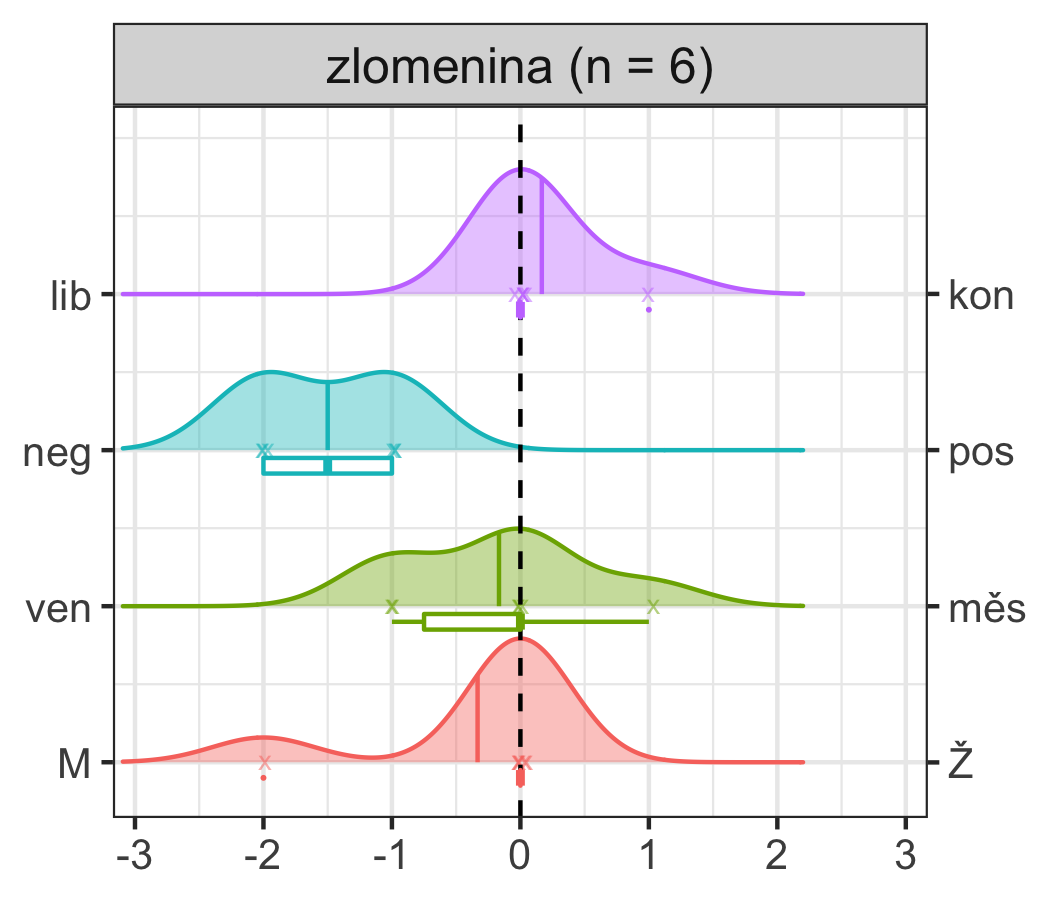 zlomenina (n = 6)
lib kon
neg pos
ven měs
M Ž
-3 -2 -1 0 1 2 3